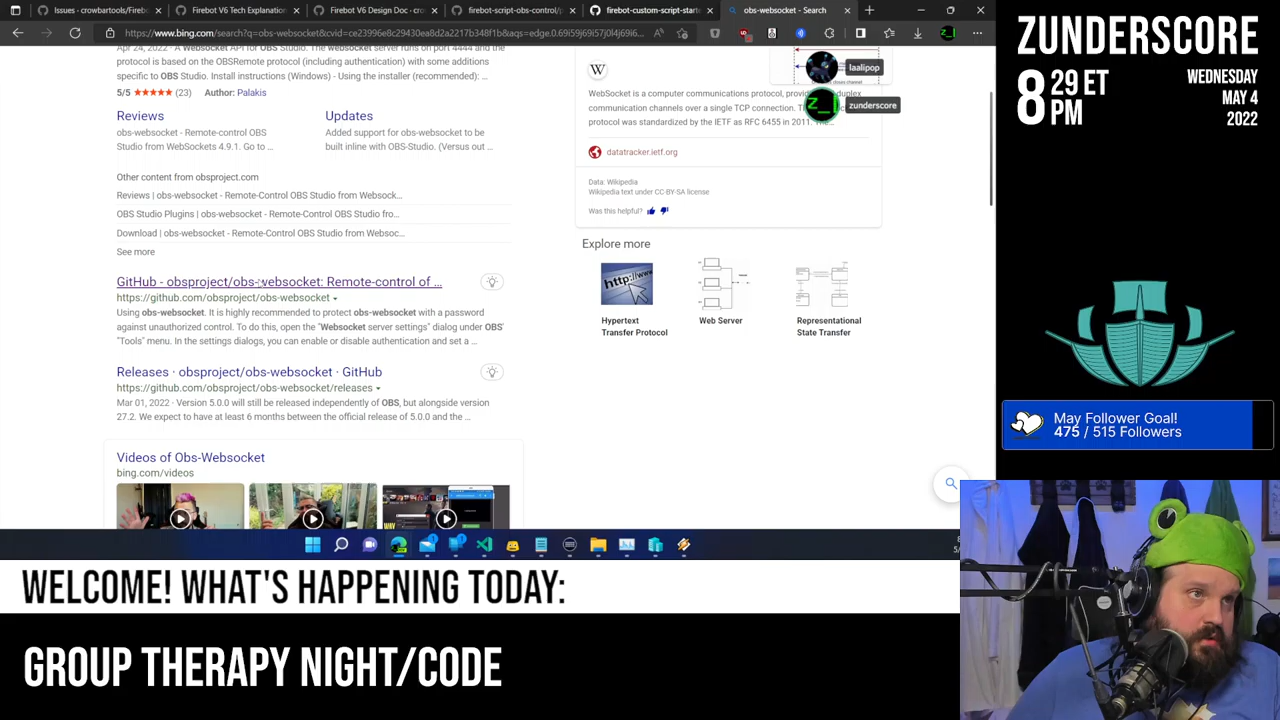 Issues · crowbartools/Firebo
Firebot V6 Tech Explanation
Firebot V6 Design Doc · cro
firebot-script-obs-control/p
firebot-custom-script-start
obs-websocket - Search
https://www.bing.com/search?q=obs-websocket&cvid=ce23996e8c29430ea8d2a2217b348f1b&aqs=edge.0.69i59j69i57j0l4j69i6...
Apr 24, 2022 · A Websocket API for OBS Studio. The websocket server runs on port 4444 and the
protocol is based on the OBSRemote protocol (including authentication) with some additions
specific to OBS Studio. Install instructions (Windows) - Using the installer (recommended): ...
5/5 ★★★★★ (23) Author: Palakis
Reviews
obs-websocket - Remote-control OBS
Studio from WebSockets 4.9.1. Go to ...
Updates
Added support for obs-websocket to be
built inline with OBS-Studio. (Versus out ...
Other content from obsproject.com
Reviews | obs-websocket - Remote-Control OBS Studio from Websock...
OBS Studio Plugins | obs-websocket - Remote-Control OBS Studio fro...
Download | obs-websocket - Remote-Control OBS Studio from Websoc...
See more
GitHub - obsproject/obs-websocket: Remote-control of ...
https://github.com/obsproject/obs-websocket
Using obs-websocket. It is highly recommended to protect obs-websocket with a password
against unauthorized control. To do this, open the "Websocket server settings" dialog under OBS'
"Tools" menu. In the settings dialogs, you can enable or disable authentication and set a ...
Releases · obsproject/obs-websocket · GitHub
https://github.com/obsproject/obs-websocket/releases
Mar 01, 2022 · Version 5.0.0 will still be released independently of OBS, but alongside version
27.2. We expect to have at least 6 months between the official release of 5.0.0 and the ...
Videos of Obs-Websocket
bing.com/videos
W
laalipop
WebSocket is a computer communications protocol, provi duplex
communication channels over a single TCP connection. T
zunderscore
protocol was standardized by the IETF as RFC 6455 in 2011.
datatracker.ietf.org
Data: Wikipedia
Wikipedia text under CC-BY-SA license
Was this helpful?
Explore more
http://www
Hypertext
Transfer Protocol
Web Server
Representational
State Transfer
ZUNDERSCORE
8 29 ET
PM
WEDNESDAY
MAY 4
2022
May Follower Goal!
475 / 515 Followers
WELCOME! WHAT'S HAPPENING TODAY:
GROUP THERAPY NIGHT/CODE